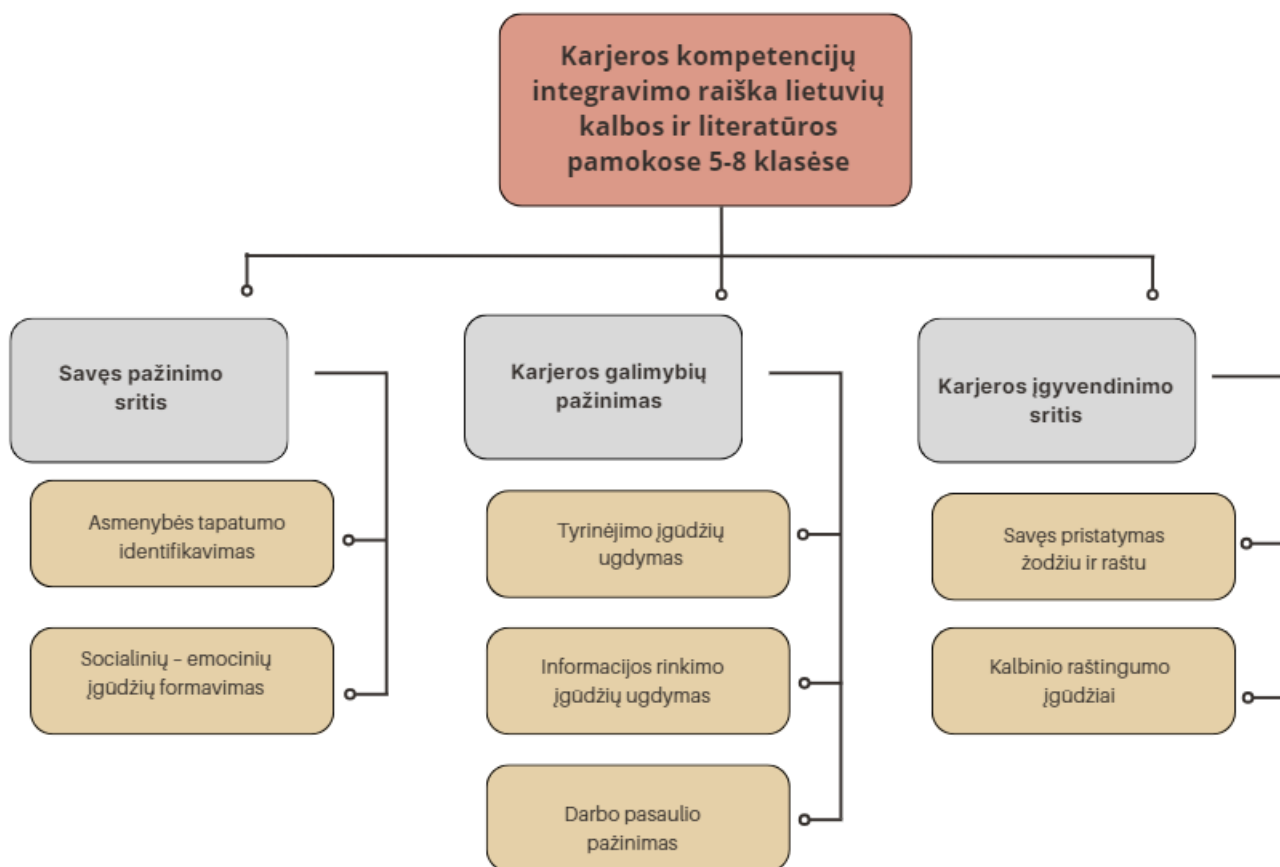 Karjeros kompetencijų
integravimo raiška lietuvių
kalbos ir literatūros
pamokose 5-8 klasėse
Savęs pažinimo
sritis
Asmenybės tapatumo
identifikavimas
Socialinių – emocinių
įgūdžių formavimas
Karjeros galimybių
pažinimas
Tyrinėjimo įgūdžių
ugdymas
Informacijos rinkimo
įgūdžių ugdymas
Darbo pasaulio
pažinimas
Karjeros įgyvendinimo
sritis
Savęs pristatymas
žodžiu ir raštu
Kalbinio raštingumo
įgūdžiai